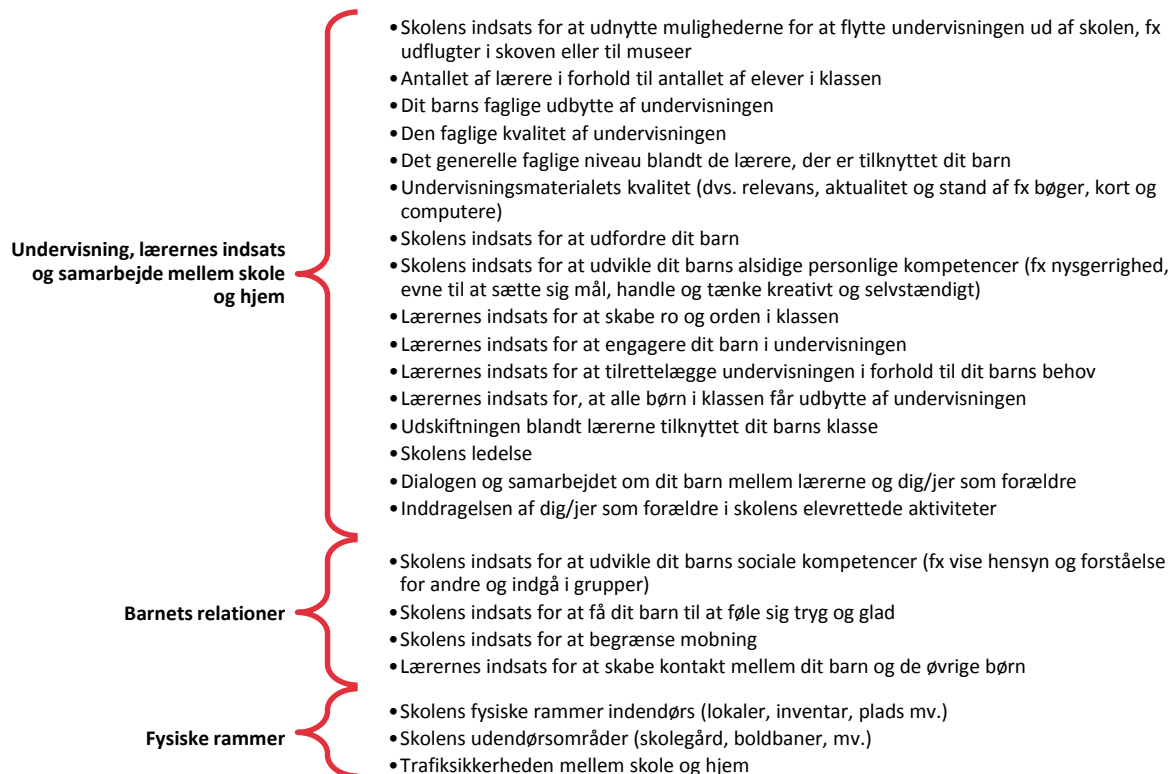 •Skolens indsats for at udnytte mulighederne for at flytte undervisningen ud af skolen, fx
udflugter i skoven eller til museer
•Antallet af lærere i forhold til antallet af elever i klassen
•Dit barns faglige udbytte af undervisningen
•Den faglige kvalitet af undervisningen
•Det generelle faglige niveau blandt de lærere, der er tilknyttet dit barn
•Undervisningsmaterialets kvalitet (dvs. relevans, aktualitet og stand af fx bøger, kort og
computere)
Undervisning, lærernes indsats
og samarbejde mellem skole
og hjem
•Skolens indsats for at udfordre dit barn
•Skolens indsats for at udvikle dit barns alsidige personlige kompetencer (fx nysgerrighed,
evne til at sætte sig mål, handle og tænke kreativt og selvstændigt)
•Lærernes indsats for at skabe ro og orden i klassen
•Lærernes indsats for at engagere dit barn i undervisningen
•Lærernes indsats for at tilrettelægge undervisningen i forhold til dit barns behov
•Lærernes indsats for, at alle børn i klassen får udbytte af undervisningen
•Udskiftningen blandt lærerne tilknyttet dit barns klasse
•Skolens ledelse
•Dialogen og samarbejdet om dit barn mellem lærerne og dig/jer som forældre
•Inddragelsen af dig/jer som forældre i skolens elevrettede aktiviteter
Barnets relationer
•Skolens indsats for at udvikle dit barns sociale kompetencer (fx vise hensyn og forståelse
for andre og indgå i grupper)
•Skolens indsats for at få dit barn til at føle sig tryg og glad
•Skolens indsats for at begrænse mobning
•Lærernes indsats for at skabe kontakt mellem dit barn og de øvrige børn
Fysiske rammer
•Skolens fysiske rammer indendørs (lokaler, inventar, plads mv.)
•Skolens udendørsområder (skolegård, boldbaner, mv.)
•Trafiksikkerheden mellem skole og hjem